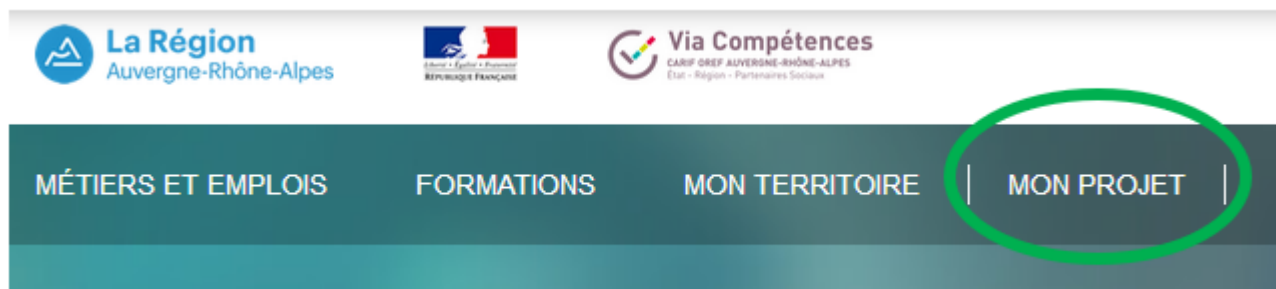 La Région
Auvergne-Rhône-Alpes
Liberté • Égalité • Fraternité
RÉPUBLIQUE FRANÇAISE
Via Compétences
CARIF OREF AUVERGNE-RHÔNE-ALPES
État - Région - Partenaires Sociaux
MÉTIERS ET EMPLOIS FORMATIONS MON TERRITOIRE MON PROJET